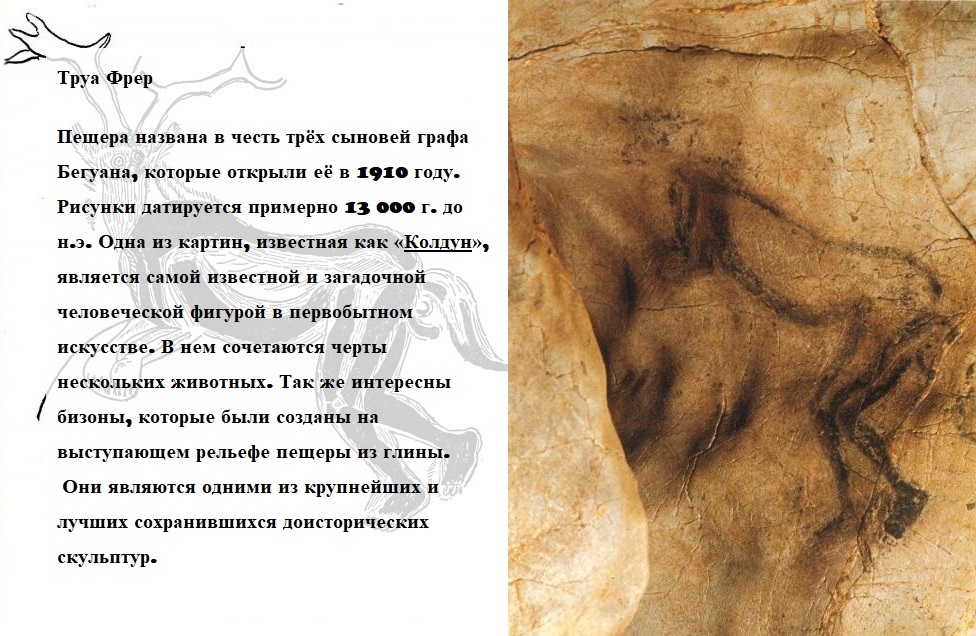 Труа Фрер
Пещера названа в честь трёх сыновей графа
Бегуана, которые открыли её в 1910 году.
Рисунки датируется примерно 13 000 г. до
н.э. Одна из картин, известная как «Колдун»,
является самой известной и загадочной
человеческой фигурой в первобытном
искусстве. В нем сочетаются черты
нескольких животных. Так же интересны
бизоны, которые были созданы на
выступающем рельефе пещеры из глины.
Они являются одними из крупнейших и
лучших сохранившихся доисторических
скульптур.